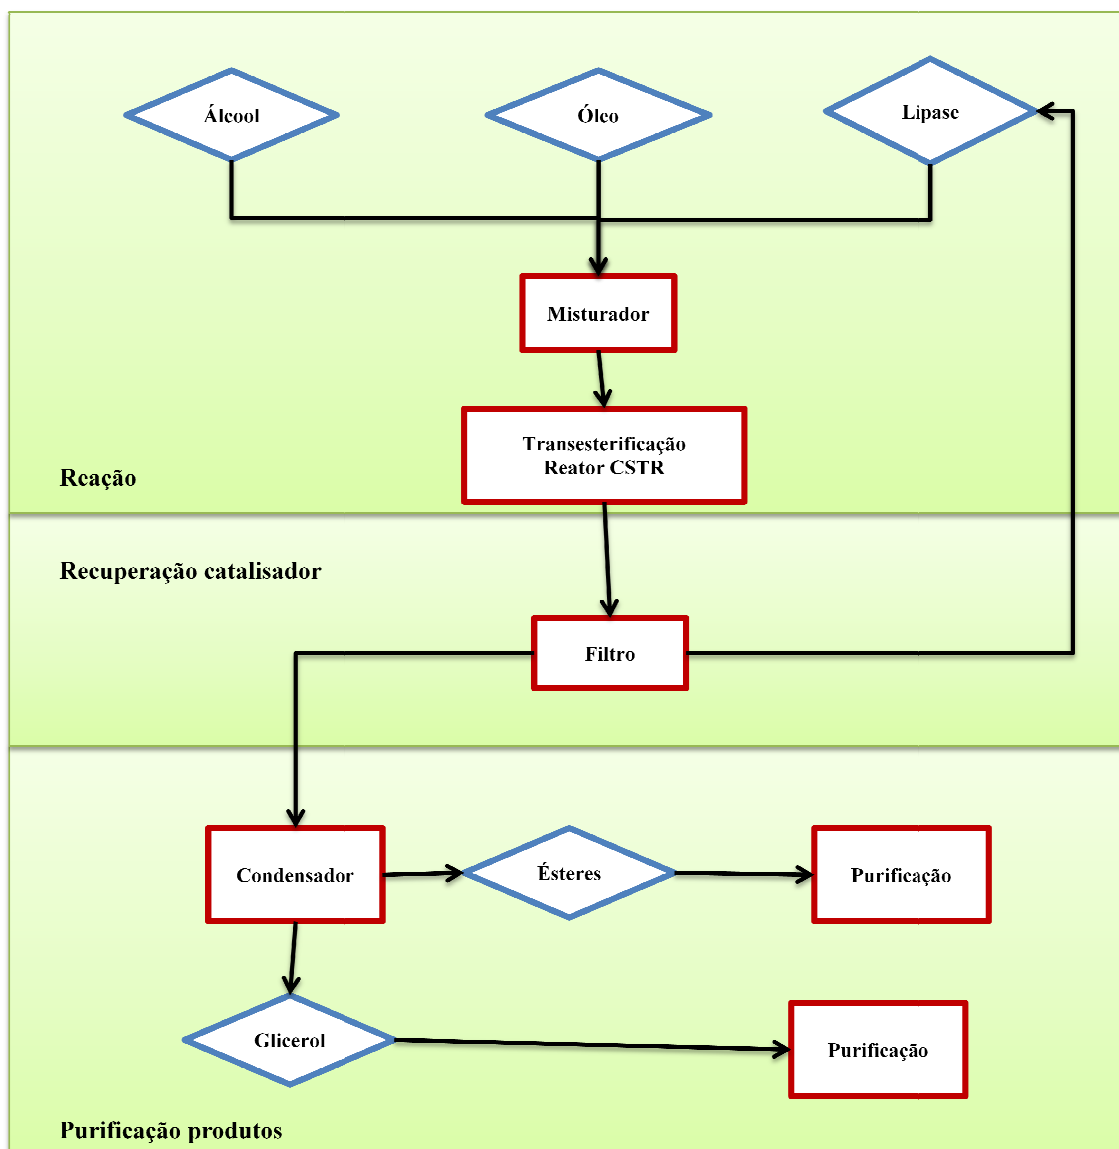 Álcool
Óleo
Lipase
Misturador
Transesterificação
Reator CSTR
Reação
Recuperação catalisador
Filtro
Condensador
Ésteres
Purificação
Glicerol
Purificação
Purificação produtos